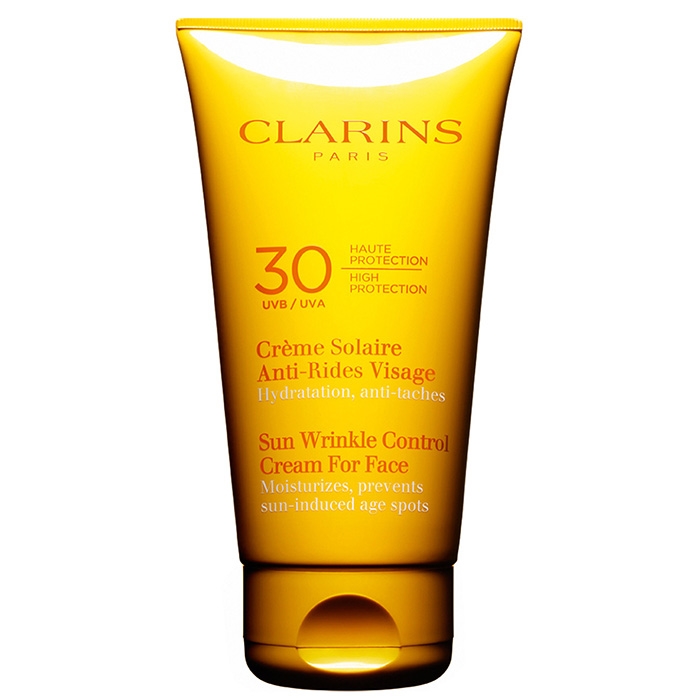 CLARINS
PARIS
30
UVB / UVA
HAUTE
PROTECTION
HIGH
PROTECTION
Crème Solaire
Anti-Rides Visage
Hydratation, anti-taches
Sun Wrinkle Control
Cream For Face
Moisturizes, prevents
sun-induced age spots